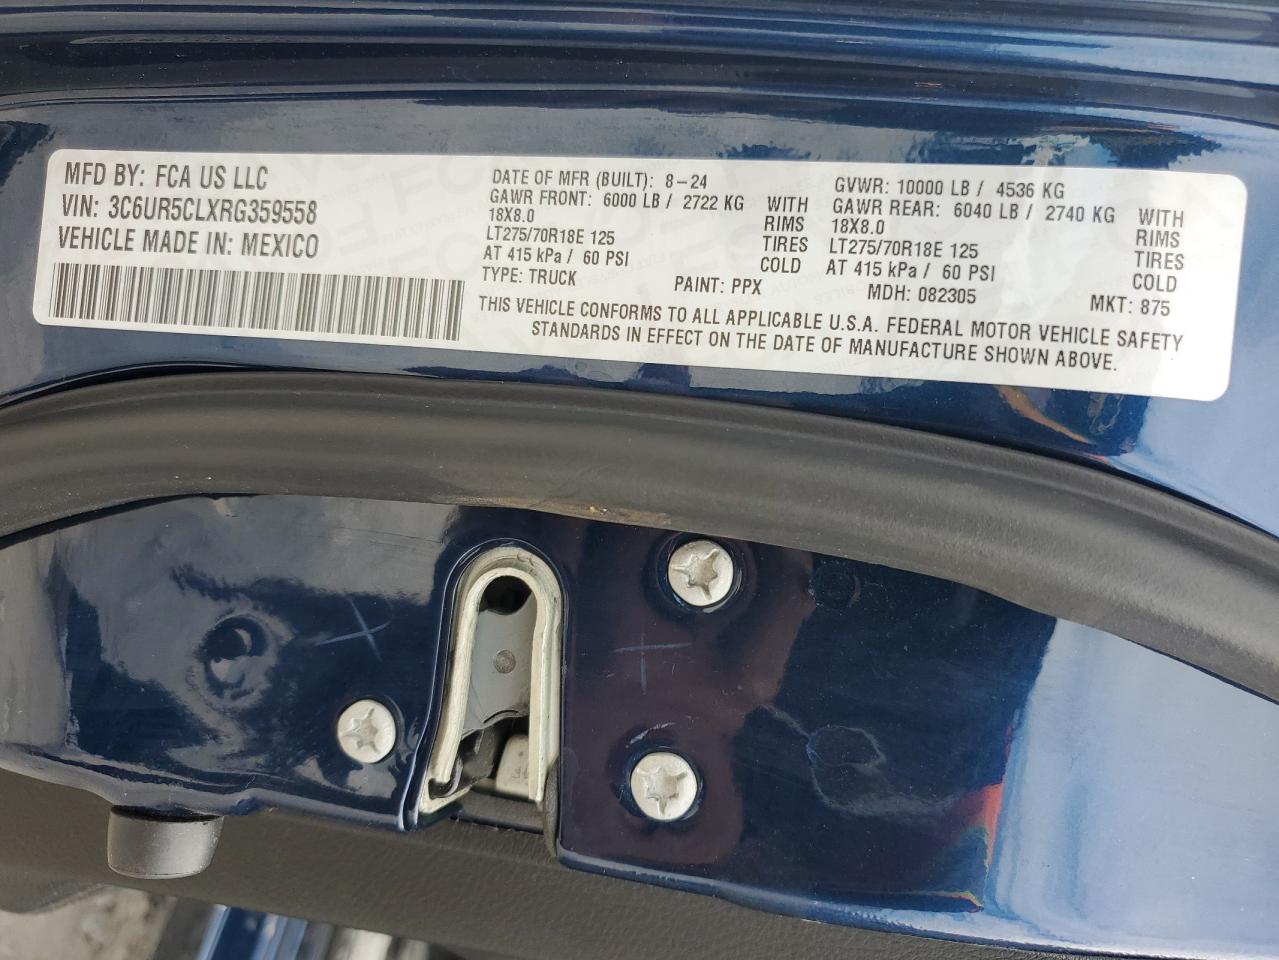 MFD BY: FCA US LLC
VIN: 3C6UR5CLXRG359558
VEHICLE MADE IN: MEXICO
DATE OF MFR (BUILT): 8-24
GAWR FRONT: 6000 LB / 2722 KG WITH
18X8.0 RIMS
LT275/70R18E 125 TIRES
AT 415 kPa / 60 PSI COLD
TYPE: TRUCK PAINT: PPX
GVWR: 10000 LB / 4536 KG
GAWR REAR: 6040 LB / 2740 KG WITH
18X8.0 RIMS
LT275/70R18E 125 TIRES
AT 415 kPa / 60 PSI COLD
MDH: 082305 MKT: 875
THIS VEHICLE CONFORMS TO ALL APPLICABLE U.S.A. FEDERAL MOTOR VEHICLE SAFETY
STANDARDS IN EFFECT ON THE DATE OF MANUFACTURE SHOWN ABOVE.